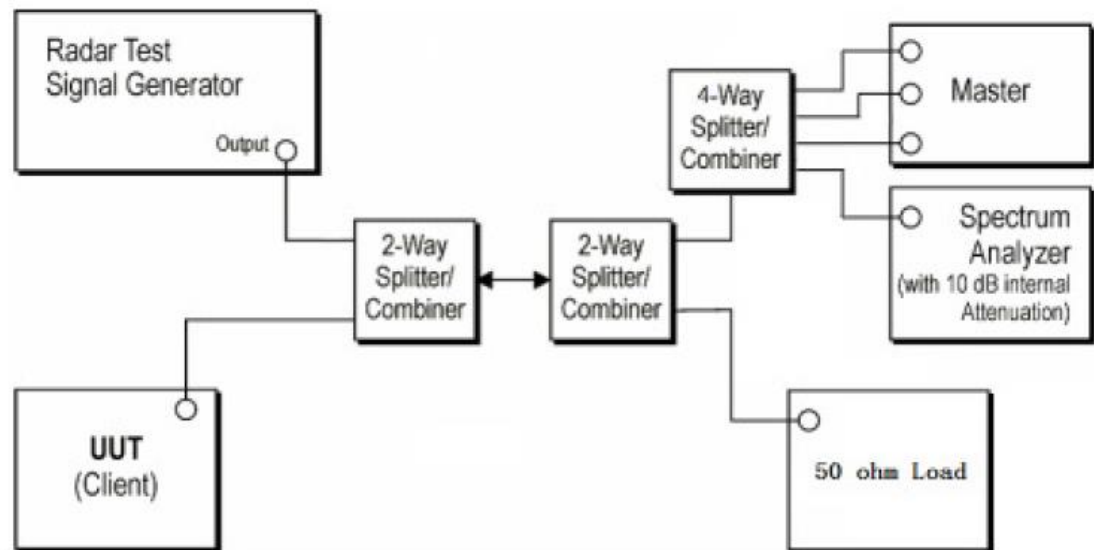 Radar Test
Signal Generator
Output
4-Way
Splitter/
Combiner
Master
2-Way
Splitter/
Combiner
2-Way
Splitter/
Combiner
Spectrum
Analyzer
(with 10 dB internal
Attenuation)
UUT
(Client)
50 ohm Load